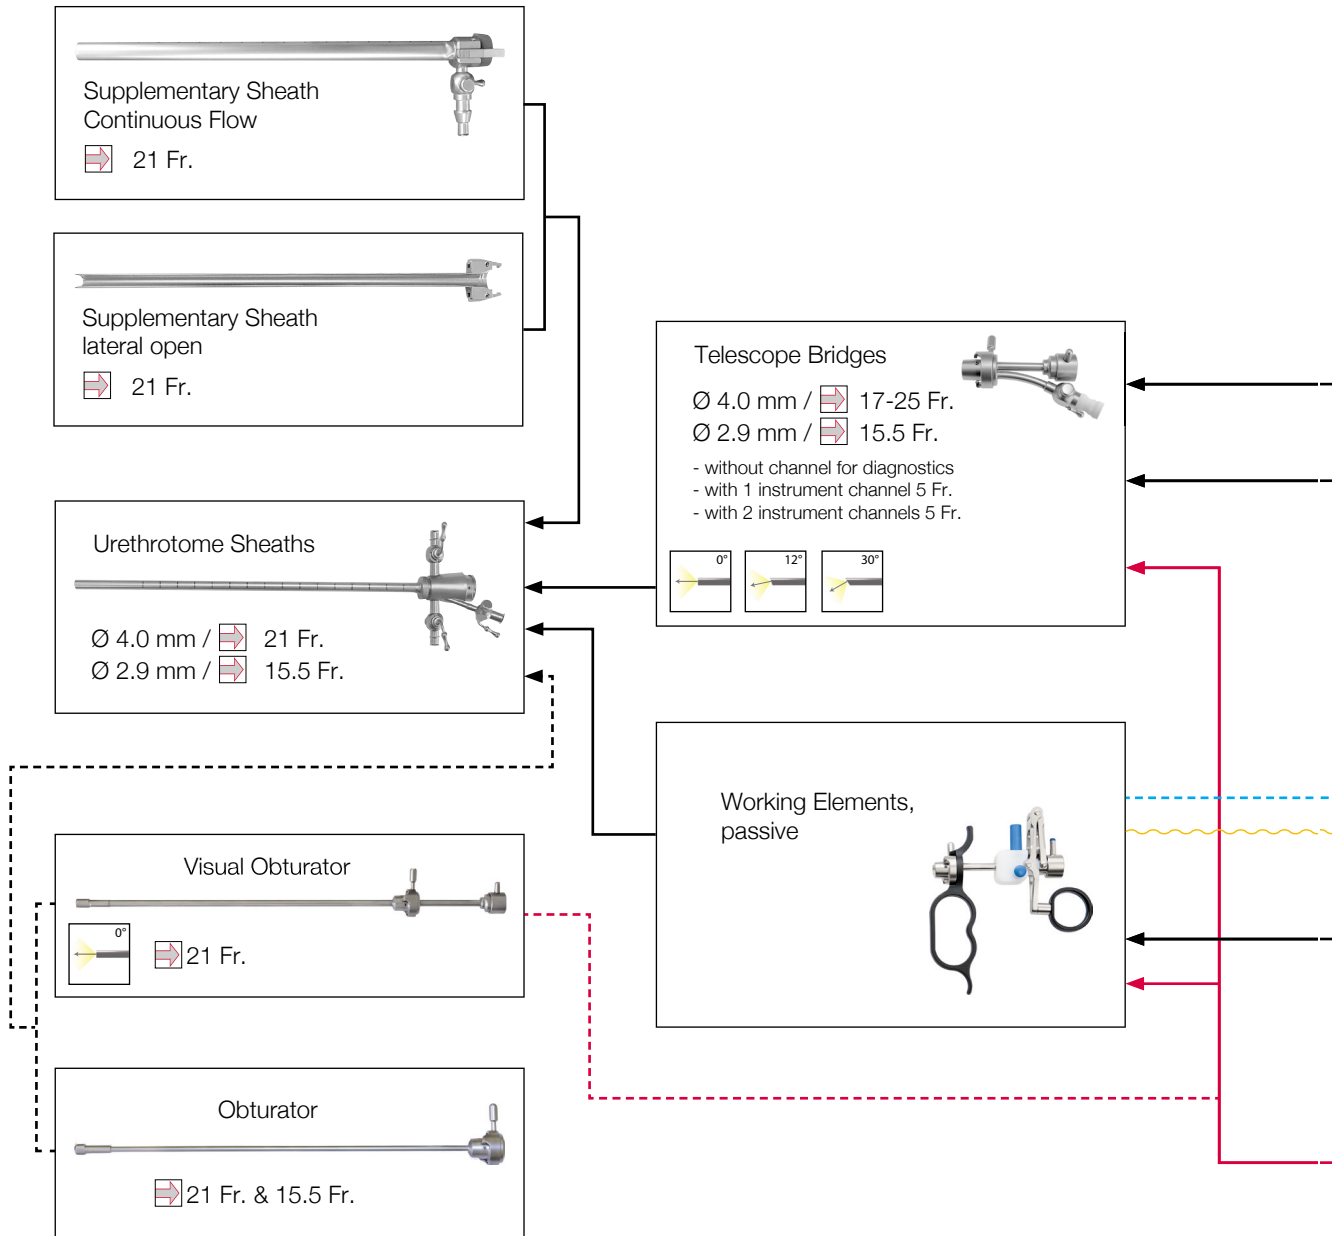 Supplementary Sheath
Continuous Flow
21 Fr.
Supplementary Sheath
lateral open
21 Fr.
Telescope Bridges
Ø 4.0 mm / 17-25 Fr.
Ø 2.9 mm / 15.5 Fr.
- without channel for diagnostics
- with 1 instrument channel 5 Fr.
- with 2 instrument channels 5 Fr.
0° 12° 30°
Urethrotome Sheaths
Ø 4.0 mm / 21 Fr.
Ø 2.9 mm / 15.5 Fr.
Working Elements,
passive
Visual Obturator
0°
21 Fr.
Obturator
21 Fr. & 15.5 Fr.